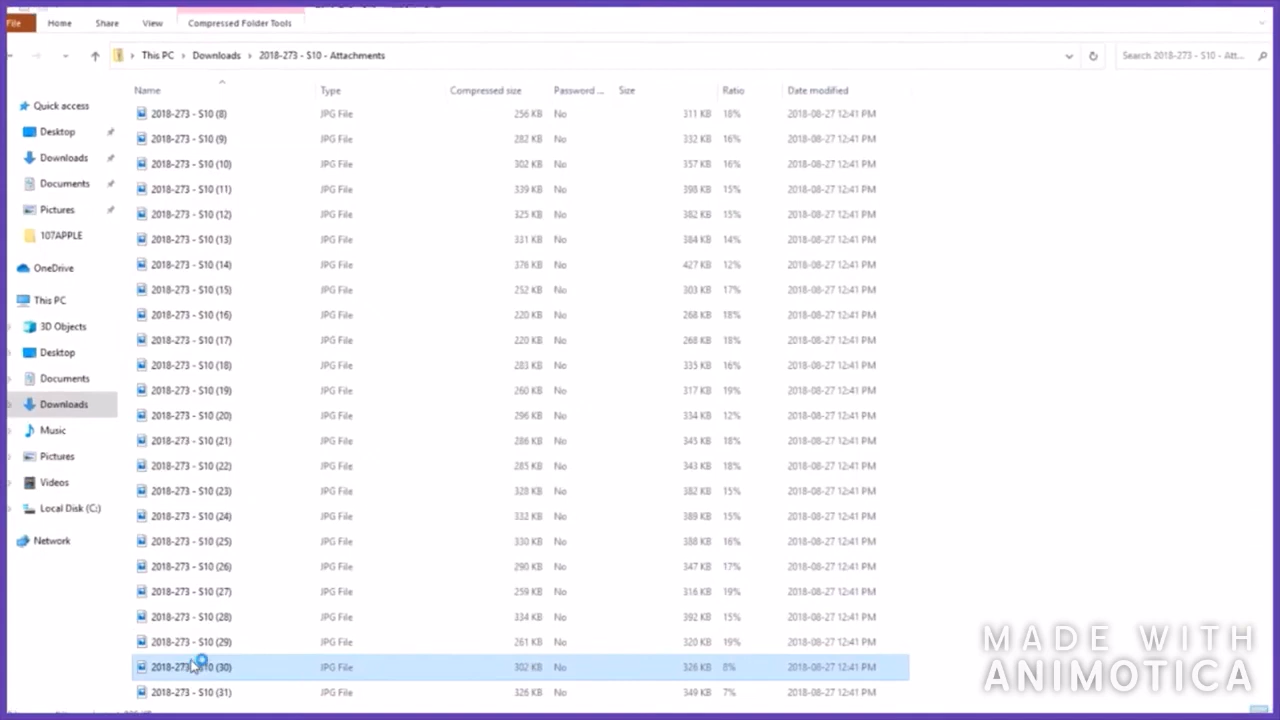 File Home Share View Compressed Folder Tools
This PC > Downloads > 2018-273 - S10 - Attachments
Search 2018-273 - S10 - Att...
Name Type Compressed size Password ... Size Ratio Date modified
Quick access
Desktop
Downloads
Documents
Pictures
107APPLE
OneDrive
This PC
3D Objects
Desktop
Documents
Downloads
Music
Pictures
Videos
Local Disk (C:)
Network
2018-273 - S10 (8) JPG File 256 KB No 311 KB 18% 2018-08-27 12:41 PM
2018-273 - S10 (9) JPG File 282 KB No 332 KB 16% 2018-08-27 12:41 PM
2018-273 - S10 (10) JPG File 302 KB No 357 KB 16% 2018-08-27 12:41 PM
2018-273 - S10 (11) JPG File 339 KB No 398 KB 15% 2018-08-27 12:41 PM
2018-273 - S10 (12) JPG File 325 KB No 382 KB 15% 2018-08-27 12:41 PM
2018-273 - S10 (13) JPG File 331 KB No 384 KB 14% 2018-08-27 12:41 PM
2018-273 - S10 (14) JPG File 376 KB No 427 KB 12% 2018-08-27 12:41 PM
2018-273 - S10 (15) JPG File 252 KB No 303 KB 17% 2018-08-27 12:41 PM
2018-273 - S10 (16) JPG File 220 KB No 268 KB 18% 2018-08-27 12:41 PM
2018-273 - S10 (17) JPG File 220 KB No 268 KB 18% 2018-08-27 12:41 PM
2018-273 - S10 (18) JPG File 283 KB No 335 KB 16% 2018-08-27 12:41 PM
2018-273 - S10 (19) JPG File 260 KB No 317 KB 19% 2018-08-27 12:41 PM
2018-273 - S10 (20) JPG File 296 KB No 334 KB 12% 2018-08-27 12:41 PM
2018-273 - S10 (21) JPG File 286 KB No 345 KB 18% 2018-08-27 12:41 PM
2018-273 - S10 (22) JPG File 285 KB No 343 KB 18% 2018-08-27 12:41 PM
2018-273 - S10 (23) JPG File 328 KB No 382 KB 15% 2018-08-27 12:41 PM
2018-273 - S10 (24) JPG File 332 KB No 389 KB 15% 2018-08-27 12:41 PM
2018-273 - S10 (25) JPG File 330 KB No 388 KB 16% 2018-08-27 12:41 PM
2018-273 - S10 (26) JPG File 290 KB No 347 KB 17% 2018-08-27 12:41 PM
2018-273 - S10 (27) JPG File 259 KB No 316 KB 19% 2018-08-27 12:41 PM
2018-273 - S10 (28) JPG File 334 KB No 392 KB 15% 2018-08-27 12:41 PM
2018-273 - S10 (29) JPG File 261 KB No 320 KB 19% 2018-08-27 12:41 PM
2018-273 (30) JPG File 302 KB No 326 KB 8% 2018-08-27 12:41 PM
2018-273 - S10 (31) JPG File 326 KB No 349 KB 7% 2018-08-27 12:41 PM
MADE WITH
ANIMOTICA